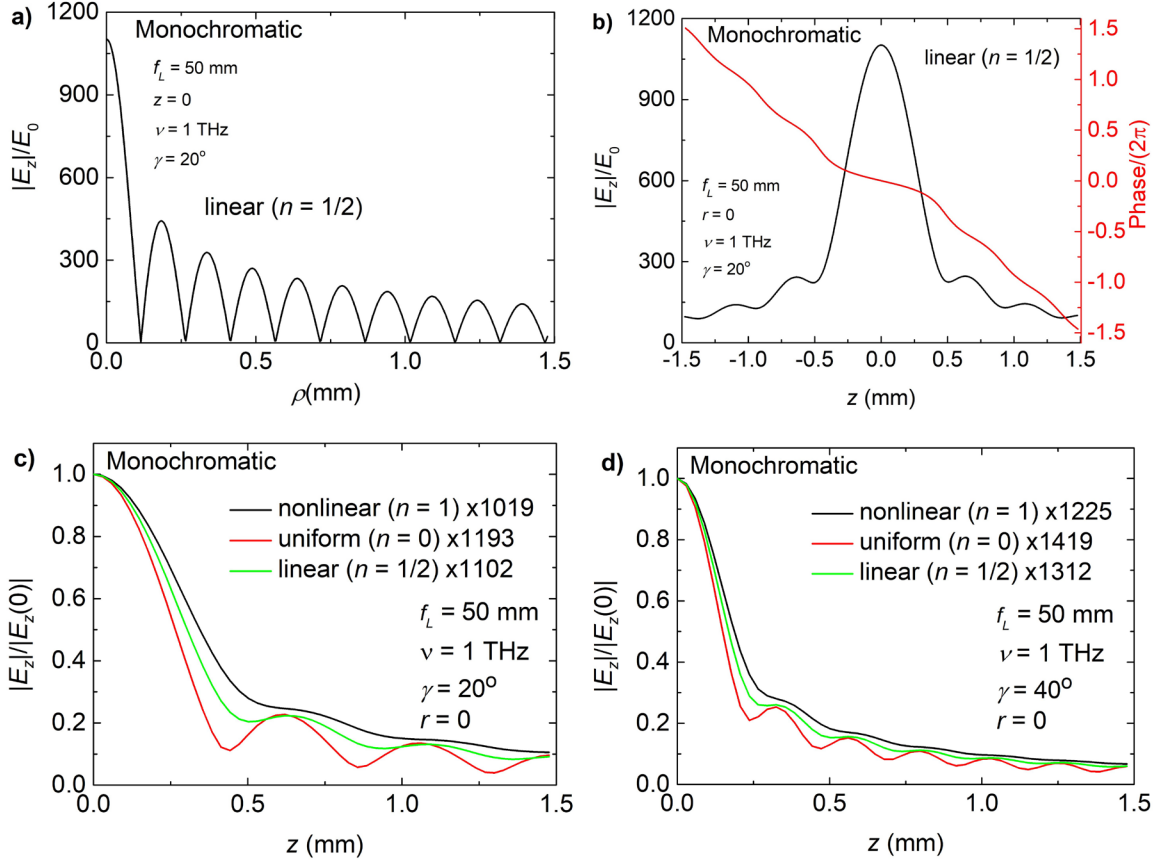 a)
1200
900
600
300
0
|E_z|/E_0
Monochromatic
f_L = 50 mm
z = 0
ν = 1 THz
γ = 20°
linear (n = 1/2)
0.0 0.5 1.0 1.5
ρ(mm)
b)
1200
900
600
300
0
|E_z|/E_0
Monochromatic
linear (n = 1/2)
f_L = 50 mm
r = 0
ν = 1 THz
γ = 20°
1.5
1.0
0.5
0.0
-0.5
-1.0
-1.5
Phase/(2π)
-1.5 -1.0 -0.5 0.0 0.5 1.0 1.5
z (mm)
c)
1.0
0.8
0.6
0.4
0.2
0.0
|E_z|/|E_z(0)|
Monochromatic
nonlinear (n = 1) x1019
uniform (n = 0) x1193
linear (n = 1/2) x1102
f_L = 50 mm
ν = 1 THz
γ = 20°
r = 0
0.0 0.5 1.0 1.5
z (mm)
d)
1.0
0.8
0.6
0.4
0.2
0.0
|E_z|/|E_z(0)|
Monochromatic
nonlinear (n = 1) x1225
uniform (n = 0) x1419
linear (n = 1/2) x1312
f_L = 50 mm
ν = 1 THz
γ = 40°
r = 0
0.0 0.5 1.0 1.5
z (mm)